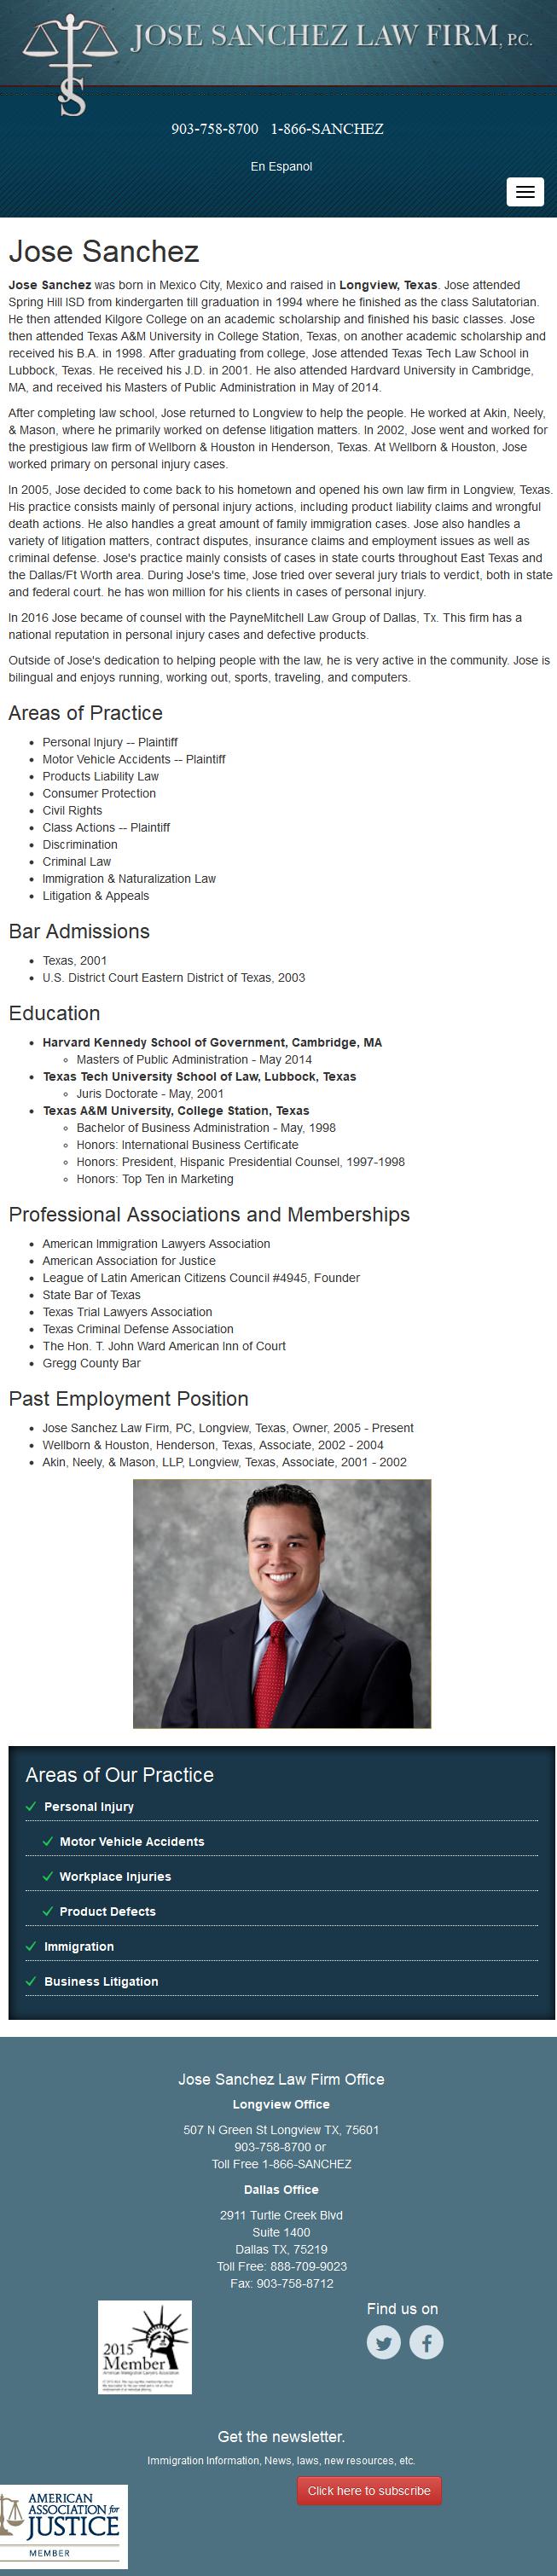 JOSE SANCHEZ LAW FIRM, P.C.
S
903-758-8700 1-866-SANCHEZ
En Espanol
Jose Sanchez
Jose Sanchez was born in Mexico City, Mexico and raised in Longview, Texas. Jose attended
Spring Hill ISD from kindergarten till graduation in 1994 where he finished as the class Salutatorian.
He then attended Kilgore College on an academic scholarship and finished his basic classes. Jose
then attended Texas A&M University in College Station, Texas, on another academic scholarship and
received his B.A. in 1998. After graduating from college, Jose attended Texas Tech Law School in
Lubbock, Texas. He received his J.D. in 2001. He also attended Hardvard University in Cambridge,
MA, and received his Masters of Public Administration in May of 2014.
After completing law school, Jose returned to Longview to help the people. He worked at Akin, Neely,
& Mason, where he primarily worked on defense litigation matters. In 2002, Jose went and worked for
the prestigious law firm of Wellborn & Houston in Henderson, Texas. At Wellborn & Houston, Jose
worked primary on personal injury cases.
In 2005, Jose decided to come back to his hometown and opened his own law firm in Longview, Texas.
His practice consists mainly of personal injury actions, including product liability claims and wrongful
death actions. He also handles a great amount of family immigration cases. Jose also handles a
variety of litigation matters, contract disputes, insurance claims and employment issues as well as
criminal defense. Jose's practice mainly consists of cases in state courts throughout East Texas and
the Dallas/Ft Worth area. During Jose's time, Jose tried over several jury trials to verdict, both in state
and federal court. he has won million for his clients in cases of personal injury.
In 2016 Jose became of counsel with the PayneMitchell Law Group of Dallas, Tx. This firm has a
national reputation in personal injury cases and defective products.
Outside of Jose's dedication to helping people with the law, he is very active in the community. Jose is
bilingual and enjoys running, working out, sports, traveling, and computers.
Areas of Practice
Personal Injury -- Plaintiff
Motor Vehicle Accidents -- Plaintiff
Products Liability Law
Consumer Protection
Civil Rights
Class Actions -- Plaintiff
Discrimination
Criminal Law
Immigration & Naturalization Law
Litigation & Appeals
Bar Admissions
Texas, 2001
U.S. District Court Eastern District of Texas, 2003
Education
Harvard Kennedy School of Government, Cambridge, MA
Masters of Public Administration - May 2014
Texas Tech University School of Law, Lubbock, Texas
Juris Doctorate - May, 2001
Texas A&M University, College Station, Texas
Bachelor of Business Administration - May, 1998
Honors: International Business Certificate
Honors: President, Hispanic Presidential Counsel, 1997-1998
Honors: Top Ten in Marketing
Professional Associations and Memberships
American Immigration Lawyers Association
American Association for Justice
League of Latin American Citizens Council #4945, Founder
State Bar of Texas
Texas Trial Lawyers Association
Texas Criminal Defense Association
The Hon. T. John Ward American Inn of Court
Gregg County Bar
Past Employment Position
Jose Sanchez Law Firm, PC, Longview, Texas, Owner, 2005 - Present
Wellborn & Houston, Henderson, Texas, Associate, 2002 - 2004
Akin, Neely, & Mason, LLP, Longview, Texas, Associate, 2001 - 2002
Areas of Our Practice
Personal Injury
Motor Vehicle Accidents
Workplace Injuries
Product Defects
Immigration
Business Litigation
Jose Sanchez Law Firm Office
Longview Office
507 N Green St Longview TX, 75601
903-758-8700 or
Toll Free 1-866-SANCHEZ
Dallas Office
2911 Turtle Creek Blvd
Suite 1400
Dallas TX, 75219
Toll Free: 888-709-9023
Fax: 903-758-8712
2015
Member
American Immigration Lawyers Association
Find us on
Get the newsletter.
Immigration Information, News, laws, new resources, etc.
Click here to subscribe
AMERICAN
ASSOCIATION for
JUSTICE
MEMBER